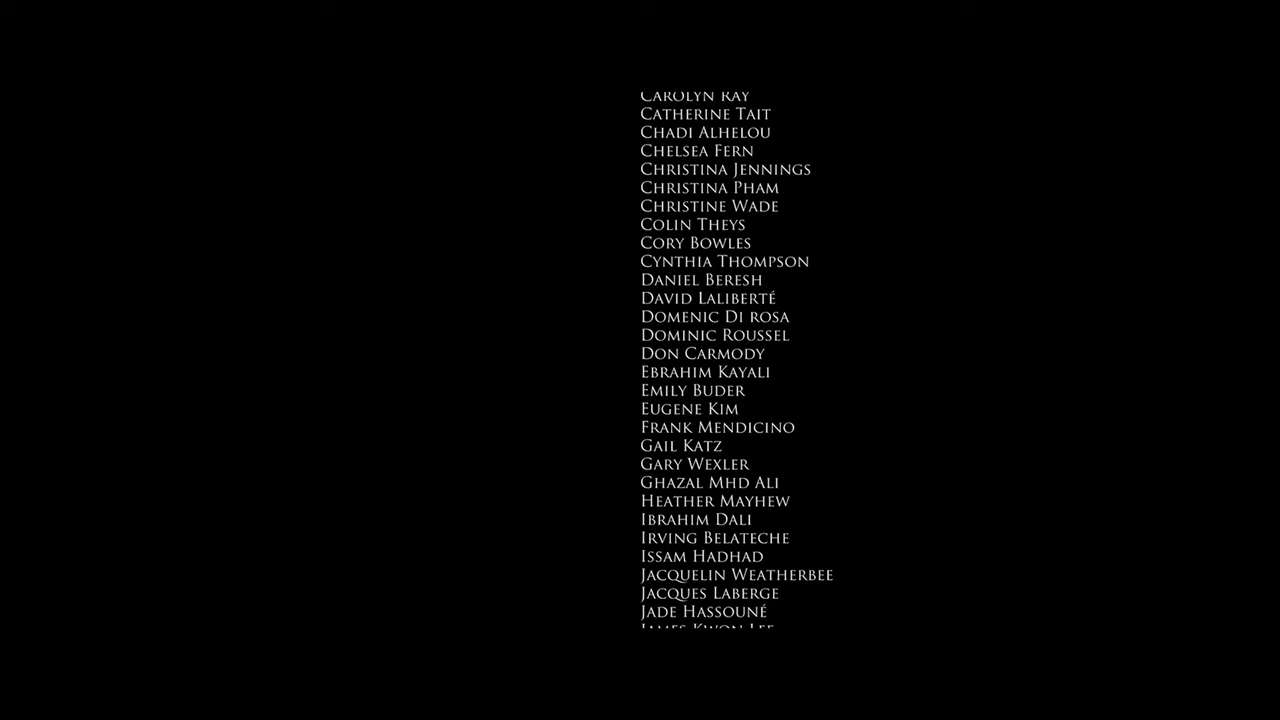 CAROLYN RAY
CATHERINE TAIT
CHADI ALHELOU
CHELSEA FERN
CHRISTINA JENNINGS
CHRISTINA PHAM
CHRISTINE WADE
COLIN THEYS
CORY BOWLES
CYNTHIA THOMPSON
DANIEL BERESH
DAVID LALIBERTÉ
DOMENIC DI ROSA
DOMINIC ROUSSEL
DON CARMODY
EBRAHIM KAYALI
EMILY BUDER
EUGENE KIM
FRANK MENDICINO
GAIL KATZ
GARY WEXLER
GHAZAL MHD ALI
HEATHER MAYHEW
IBRAHIM DALI
IRVING BELATECHE
ISSAM HADHAD
JACQUELIN WEATHERBEE
JACQUES LABERGE
JADE HASSOUNÉ
JAMES KWON LEE